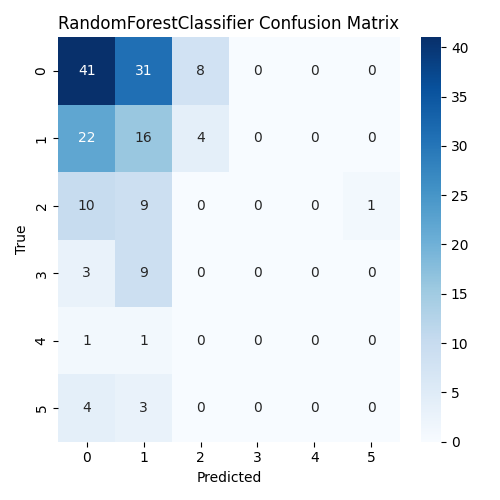 RandomForestClassifier Confusion Matrix
0 41 31 8 0 0 0
1 22 16 4 0 0 0
2 10 9 0 0 0 1
3 3 9 0 0 0 0
4 1 1 0 0 0 0
5 4 3 0 0 0 0
0 1 2 3 4 5
Predicted
True
40
35
30
25
20
15
10
5
0